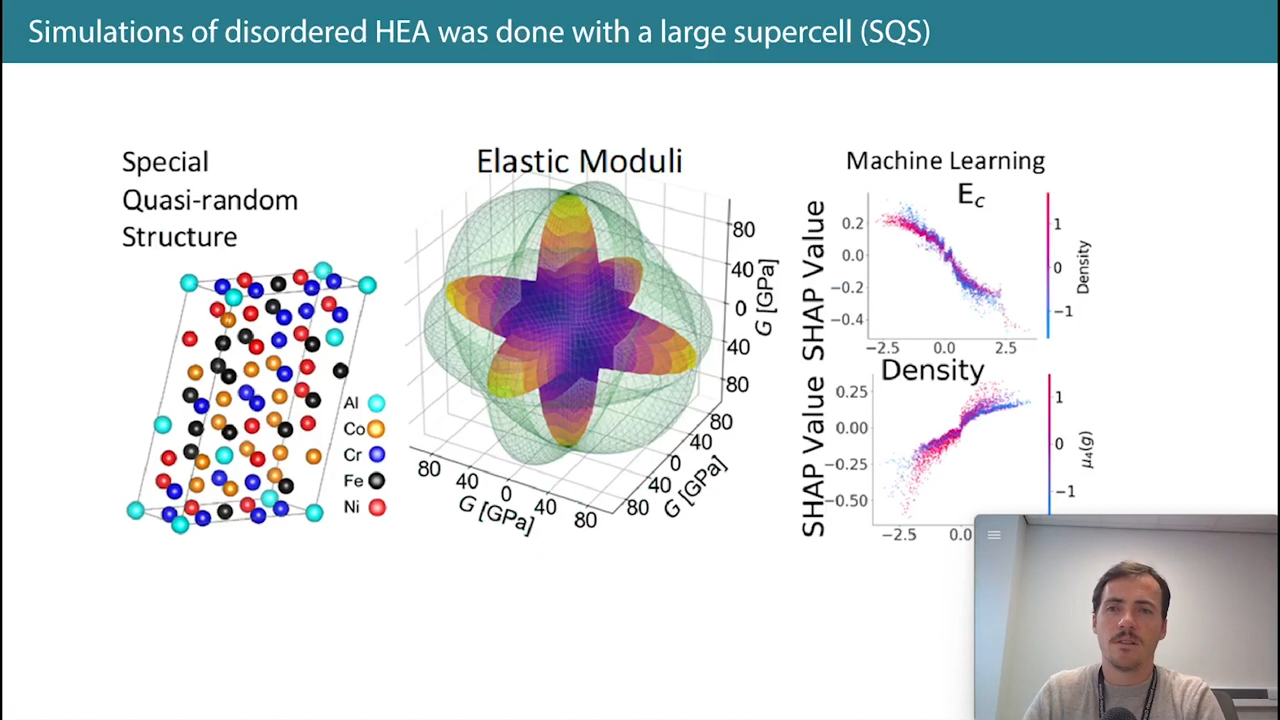 Simulations of disordered HEA was done with a large supercell (SQS)
Special
Quasi-random
Structure
Al
Co
Cr
Fe
Ni
Elastic Moduli
80
40
0
40
80
G [GPa]
80
40
0
40
80
G [GPa]
80
40
0
40
80
G [GPa]
Machine Learning
Ec
SHAP Value
0.2
0.0
−0.2
−0.4
−2.5
0.0
2.5
1
0
−1
Density
Density
SHAP Value
0.25
0.00
−0.25
−0.50
−2.5
0.0
1
0
−1
μ4(g)